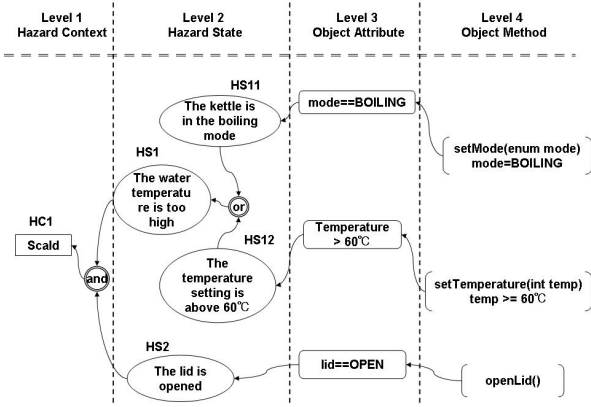 Level 1
Hazard Context
Level 2
Hazard State
Level 3
Object Attribute
Level 4
Object Method
HS11
The kettle is
in the boiling
mode
mode==BOILING
setMode(enum mode)
mode=BOILING
HS1
The water
temperatu
re is too
high
or
HC1
Scald
and
HS12
The
temperature
setting is
above 60℃
Temperature
> 60℃
setTemperature(int temp)
temp >= 60℃
HS2
The lid is
opened
lid==OPEN
openLid()